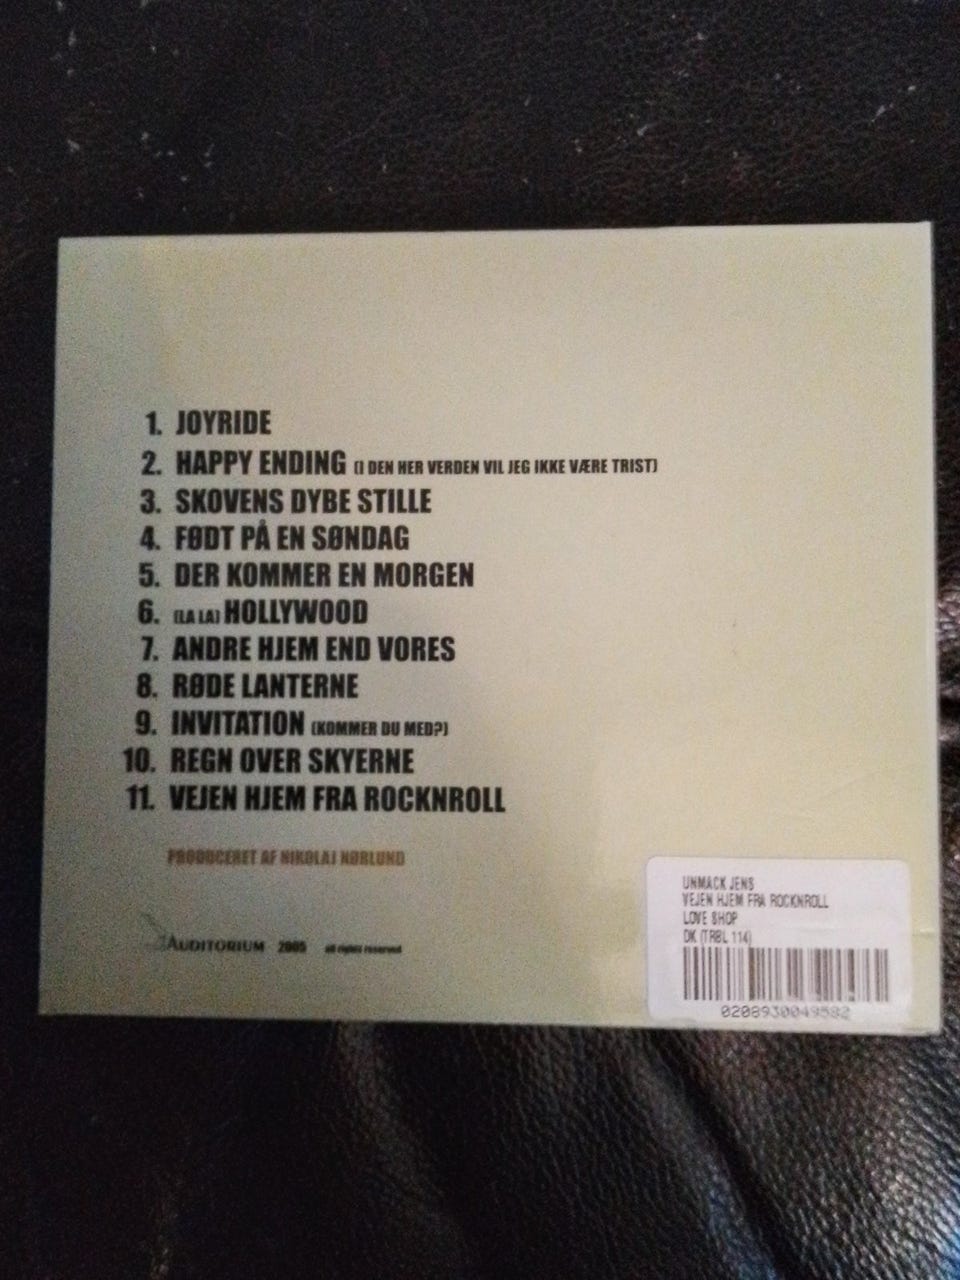 1. JOYRIDE
2. HAPPY ENDING (I DEN HER VERDEN VIL JEG IKKE VÆRE TRIST)
3. SKOVENS DYBE STILLE
4. FØDT PÅ EN SØNDAG
5. DER KOMMER EN MORGEN
6. (LA LA) HOLLYWOOD
7. ANDRE HJEM END VORES
8. RØDE LANTERNE
9. INVITATION (KOMMER DU MED?)
10. REGN OVER SKYERNE
11. VEJEN HJEM FRA ROCKNROLL
PRODUCERET AF NIKOLAJ NØRLUND
AUDITORIUM 2005 all rights reserved
UNMACK JENS
VEJEN HJEM FRA ROCKNROLL
LOVE SHOP
DK (TRBL 114)
0208930049582